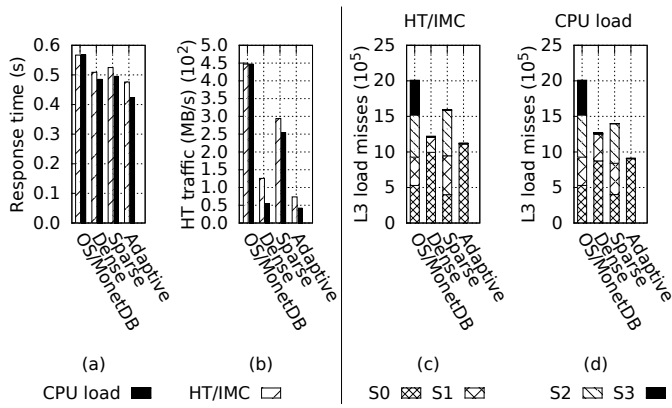 HT/IMC
CPU load
Response time (s)
0.6
0.5
0.4
0.3
0.2
0.1
0.0
OS/MonetDB
Dense
Sparse
Adaptive
(a)
HT traffic (MB/s) (10²)
5.0
4.5
4.0
3.5
3.0
2.5
2.0
1.5
1.0
0.5
0.0
OS/MonetDB
Dense
Sparse
Adaptive
(b)
L3 load misses (10⁵)
25
20
15
10
5
0
OS/MonetDB
Dense
Sparse
Adaptive
(c)
L3 load misses (10⁵)
25
20
15
10
5
0
OS/MonetDB
Dense
Sparse
Adaptive
(d)
CPU load HT/IMC S0 S1 S2 S3